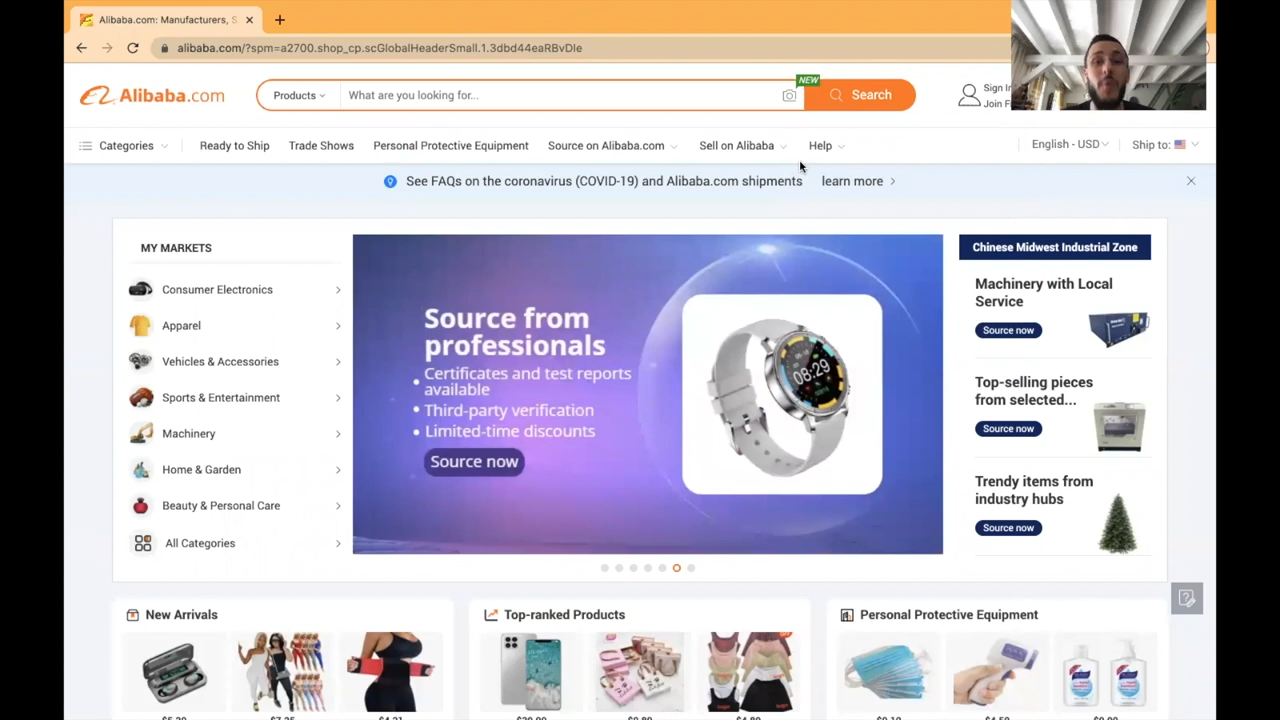 Alibaba.com: Manufacturers, S
alibaba.com/?spm=a2700.shop_cp.scGlobalHeaderSmall.1.3dbd44eaRBvDIe
Alibaba.com
Products
What are you looking for...
NEW
Search
Sign In
Join F
Categories
Ready to Ship
Trade Shows
Personal Protective Equipment
Source on Alibaba.com
Sell on Alibaba
Help
English - USD
Ship to:
See FAQs on the coronavirus (COVID-19) and Alibaba.com shipments
learn more
MY MARKETS
Consumer Electronics
Apparel
Vehicles & Accessories
Sports & Entertainment
Machinery
Home & Garden
Beauty & Personal Care
All Categories
Source from
professionals
• Certificates and test reports
available
• Third-party verification
• Limited-time discounts
Source now
08:29
Chinese Midwest Industrial Zone
Machinery with Local
Service
Source now
Top-selling pieces
from selected...
Source now
Trendy items from
industry hubs
Source now
New Arrivals
Top-ranked Products
Personal Protective Equipment